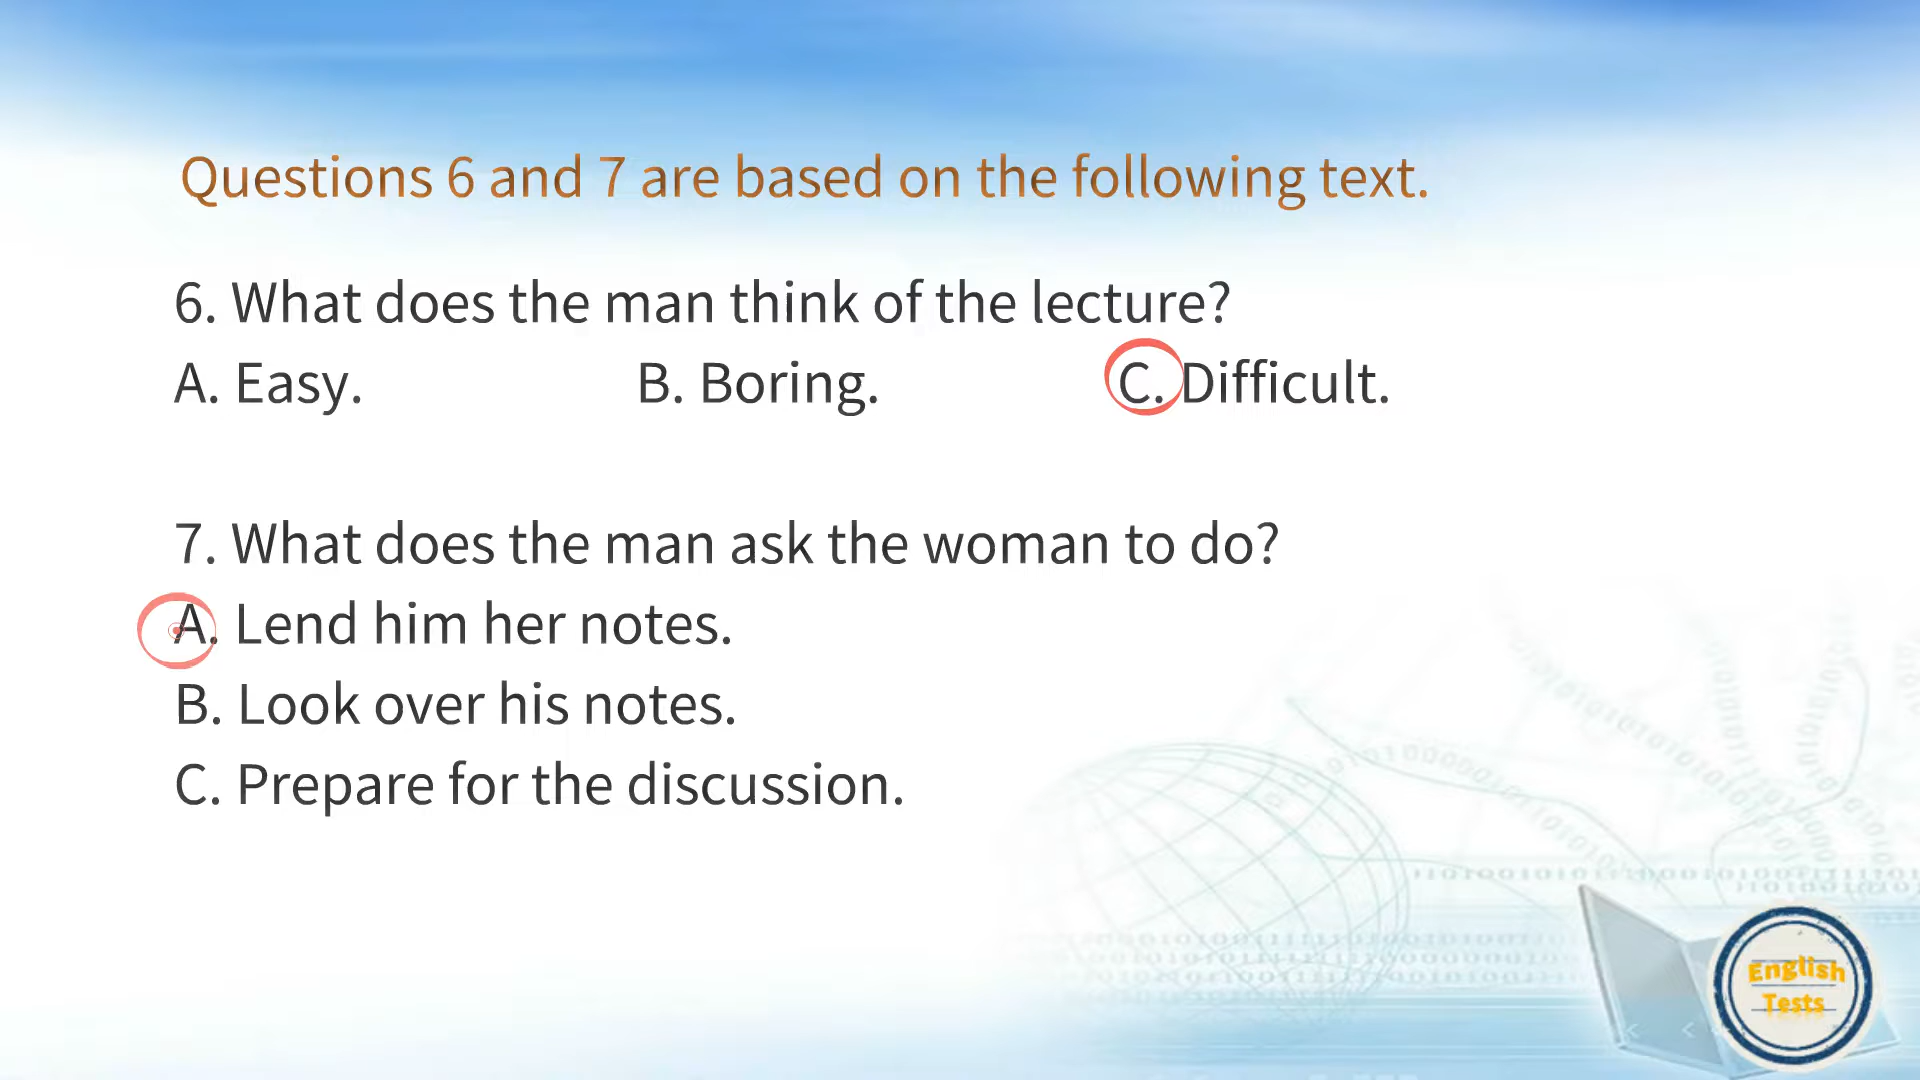 Questions 6 and 7 are based on the following text.
6. What does the man think of the lecture?
A. Easy. B. Boring. C. Difficult.
7. What does the man ask the woman to do?
A. Lend him her notes.
B. Look over his notes.
C. Prepare for the discussion.
English
Tests